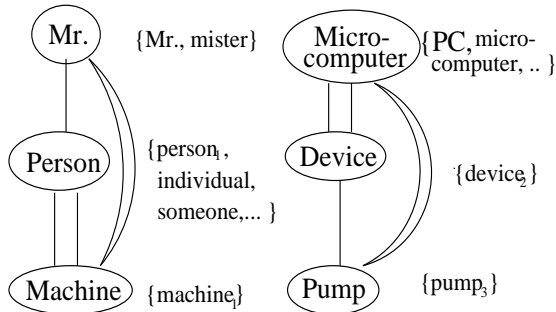 Mr.
{Mr., mister}
Person
{person1,
individual,
someone,... }
Machine
{machine1}
Micro-
computer
{PC, micro-
computer, .. }
Device
{device2}
Pump
{pump3}